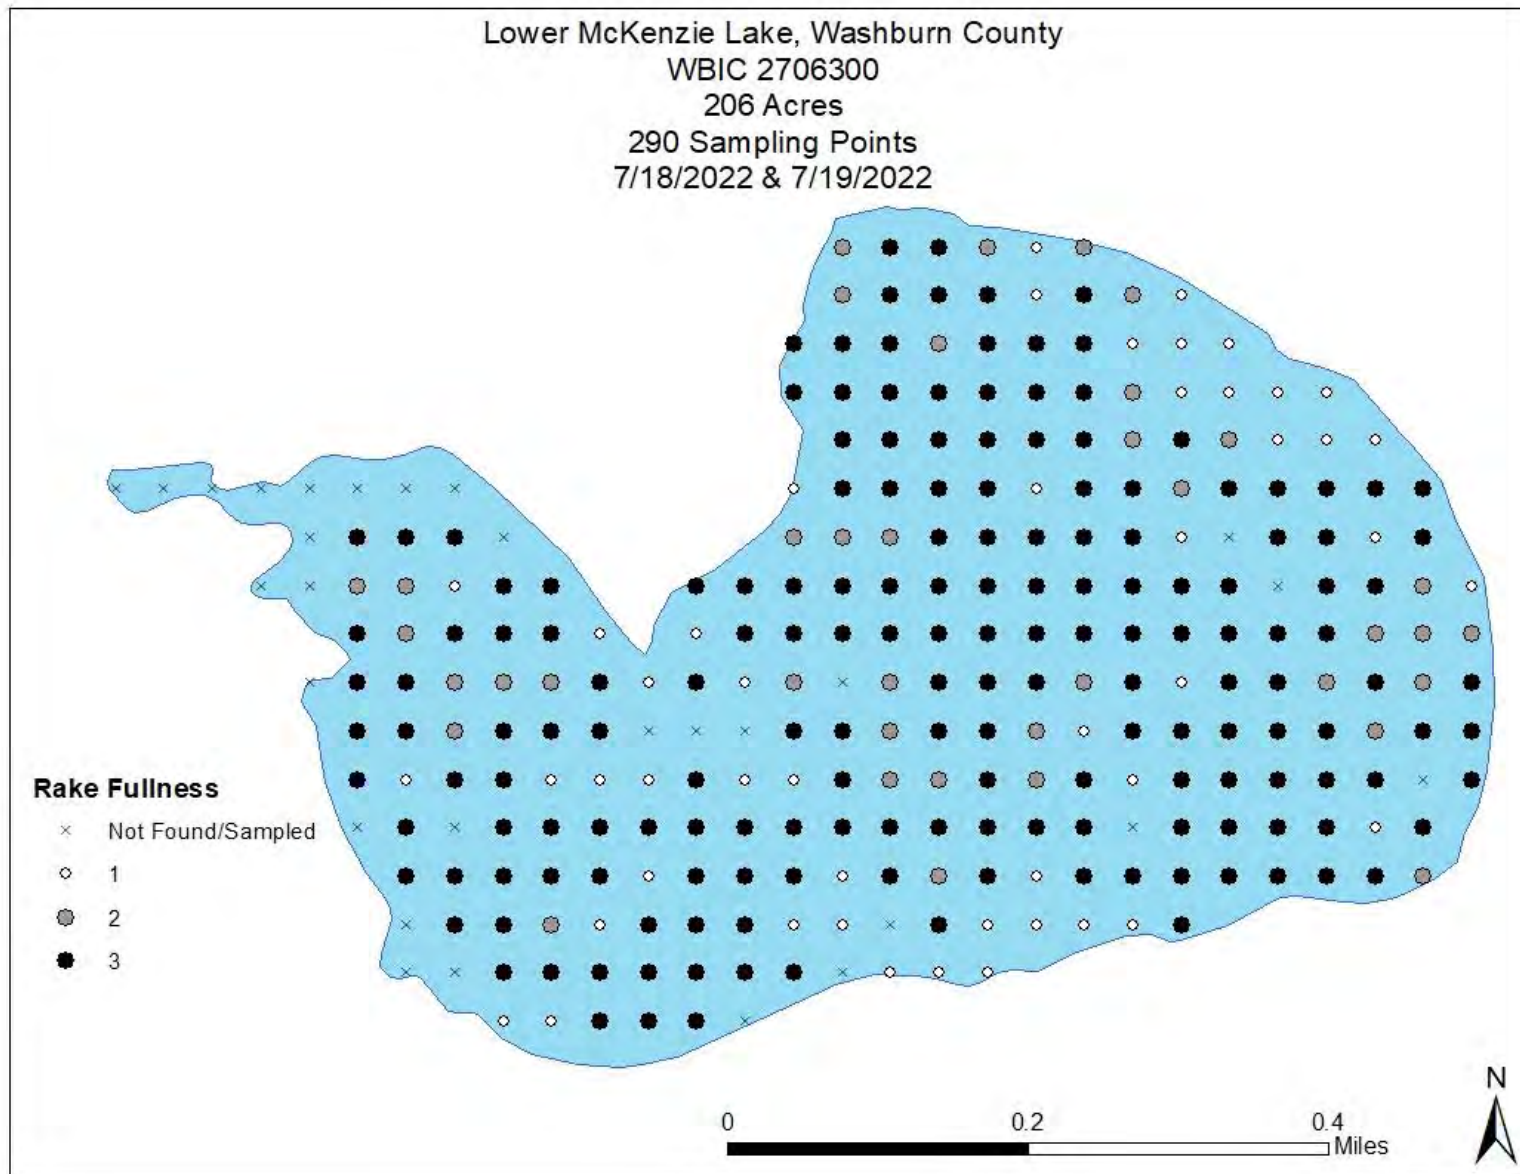 Lower McKenzie Lake, Washburn County
WBIC 2706300
206 Acres
290 Sampling Points
7/18/2022 & 7/19/2022
Rake Fullness
Not Found/Sampled
1
2
3
N
0 0.2 0.4
Miles